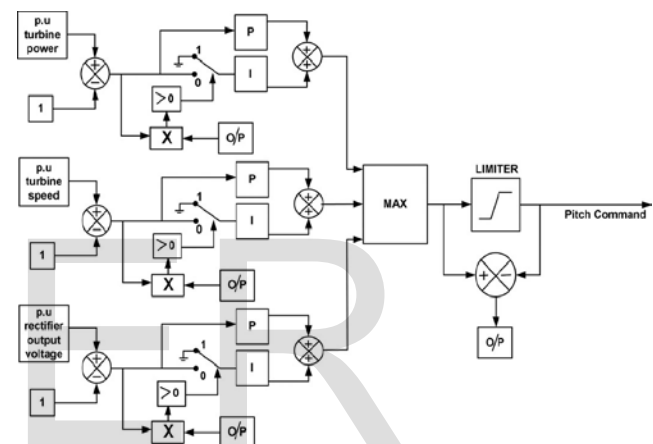 p.u
turbine
power
1
P
1
0
I
>0
X
O/P
p.u
turbine
speed
1
P
1
0
I
>0
X
O/P
p.u
rectifier
output
voltage
1
P
1
0
I
>0
X
O/P
MAX
LIMITER
Pitch Command
O/P
ER